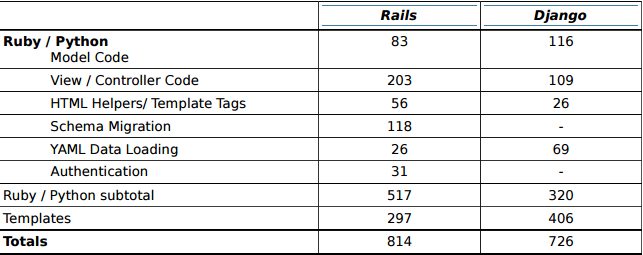 Rails Django
Ruby / Python 83 116
Model Code
View / Controller Code 203 109
HTML Helpers/ Template Tags 56 26
Schema Migration 118 -
YAML Data Loading 26 69
Authentication 31 -
Ruby / Python subtotal 517 320
Templates 297 406
Totals 814 726